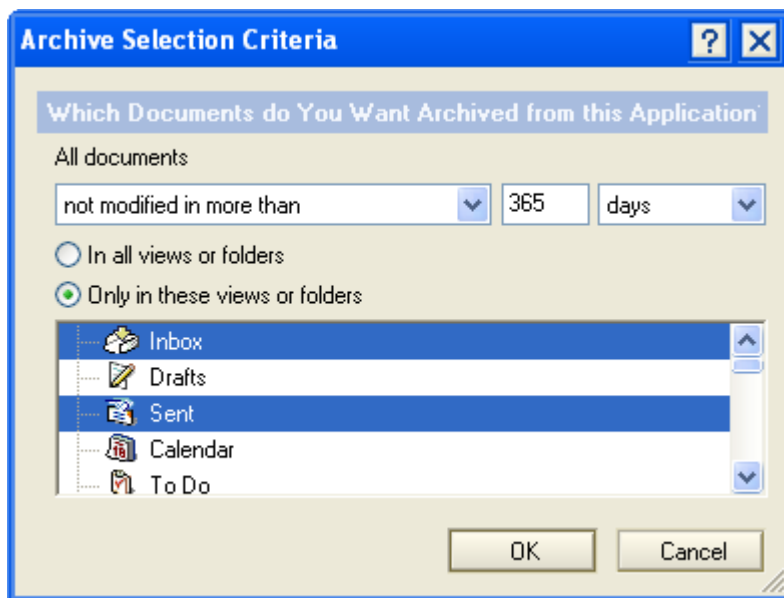 Archive Selection Criteria
Which Documents do You Want Archived from this Application
All documents
not modified in more than 365 days
In all views or folders
Only in these views or folders
Inbox
Drafts
Sent
Calendar
To Do
OK Cancel